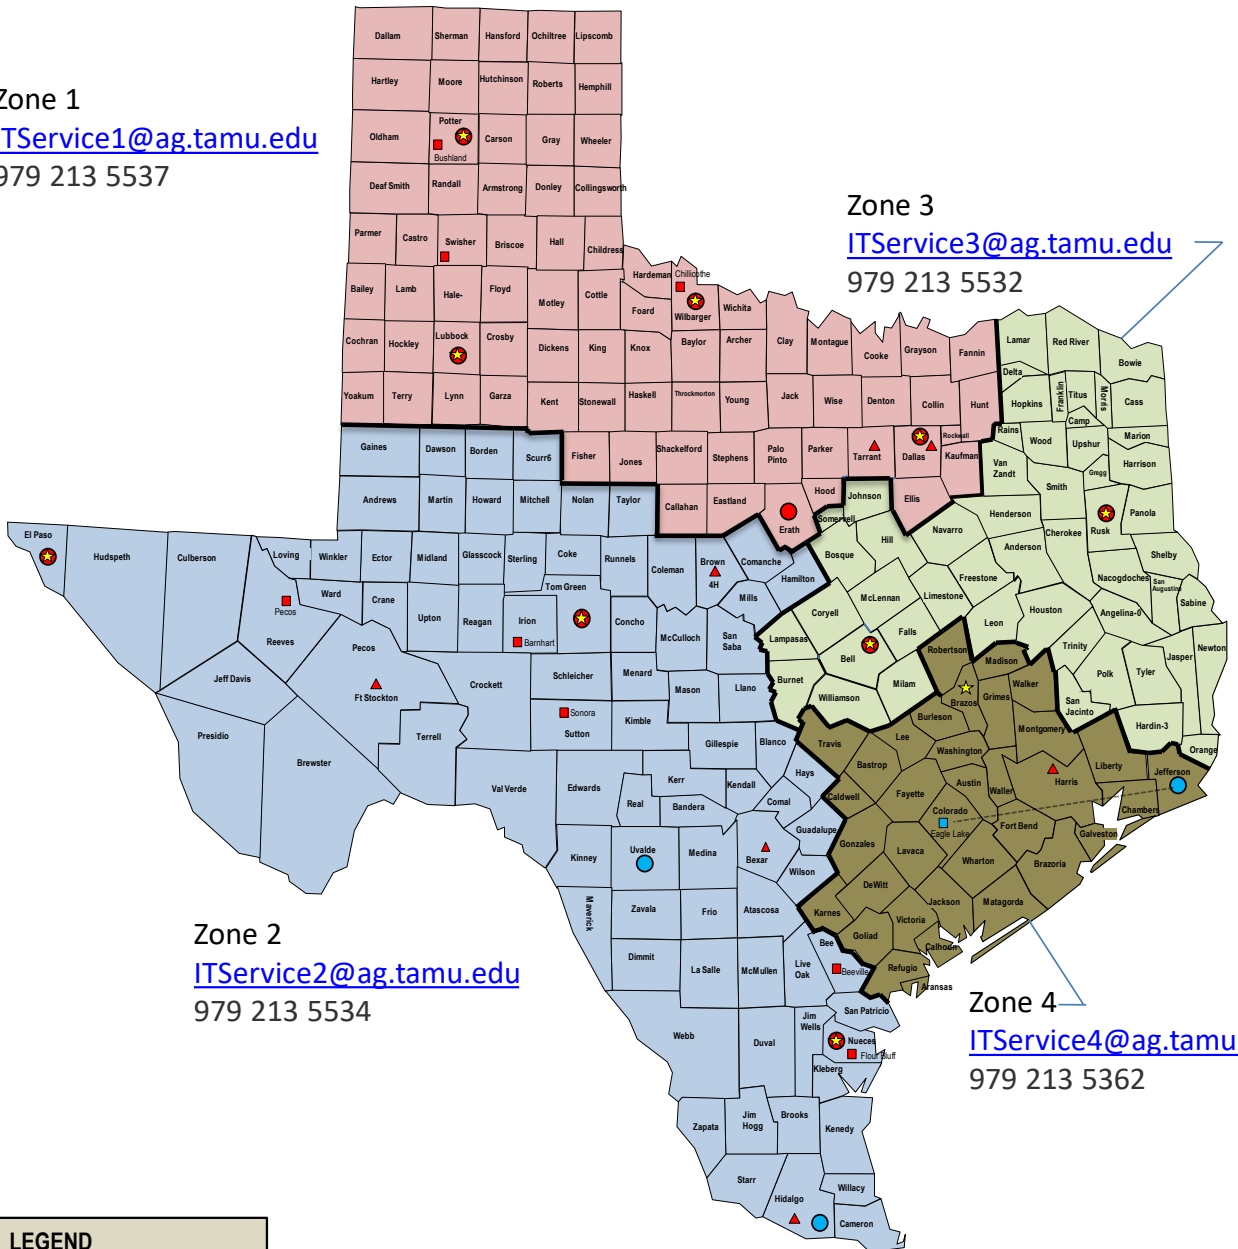 Zone 1
ITService1@ag.tamu.edu
979 213 5537
Zone 3
ITService3@ag.tamu.edu
979 213 5532
Dallam Sherman Hansford Ochiltree Lipscomb
Hartley Moore Hutchinson Roberts Hemphill
Oldham Potter Carson Gray Wheeler
Bushland
Deaf Smith Randall Armstrong Donley Collingsworth
Parmer Castro Swisher Briscoe Hall Childress
Hardeman Chillicothe
Bailey Lamb Hale- Floyd Motley Cottle Foard Wilbarger Wichita
Cochran Hockley Lubbock Crosby Dickens King Knox Baylor Archer Clay Montague Cooke Grayson Fannin Lamar Red River Bowie
Delta
Yoakum Terry Lynn Garza Kent Stonewall Haskell Throckmorton Young Jack Wise Denton Collin Hunt Hopkins Franklin Titus Morris Cass
Camp
Gaines Dawson Borden Scurr6 Fisher Jones Shackelford Stephens Palo Pinto Parker Tarrant Dallas Rockwall Kaufman Rains Wood Upshur Marion
Van Zandt Smith Gregg Harrison
Andrews Martin Howard Mitchell Nolan Taylor Callahan Eastland Erath Hood Johnson Ellis Henderson Rusk Panola
Somervell Navarro Cherokee
El Paso Hudspeth Culberson Loving Winkler Ector Midland Glasscock Sterling Coke Runnels Coleman Brown Comanche Hamilton Bosque Hill Freestone Anderson Shelby
4H
Pecos
Reeves Ward Crane Upton Reagan Irion Tom Green Concho McCulloch Mills San Saba Lampasas Coryell McLennan Limestone Leon Houston Nacogdoches San Augustine Sabine
Barnhart
Bell Falls Robertson Madison Trinity Angelina-0 Polk Tyler Jasper Newton
Jeff Davis Pecos
Ft Stockton Crockett Schleicher Menard Mason Llano Burnet Williamson Milam Brazos Grimes Walker San Jacinto Hardin-3
Presidio Brewster Terrell Sonora
Sutton Kimble Gillespie Blanco Travis Lee Burleson Washington Montgomery Liberty Orange
Val Verde Edwards Real Kerr Bandera Kendall Comal Hays Caldwell Bastrop Fayette Austin Waller Harris Jefferson
Chambers
Colorado
Eagle Lake Fort Bend Galveston
Kinney Uvalde Medina Bexar Guadalupe Wilson Gonzales Lavaca Wharton Brazoria
Maverick Zavala Frio Atascosa Karnes DeWitt Jackson Matagorda
Victoria Goliad Calhoun
Dimmit La Salle McMullen Live Oak Bee
Beeville Refugio Aransas
Zone 2
ITService2@ag.tamu.edu
979 213 5534
Webb Duval Jim Wells San Patricio
Nueces
Flour Bluff
Kleberg
Zone 4
ITService4@ag.tamu
979 213 5362
Zapata Jim Hogg Brooks Kenedy
Starr Hidalgo Willacy
Cameron
LEGEND